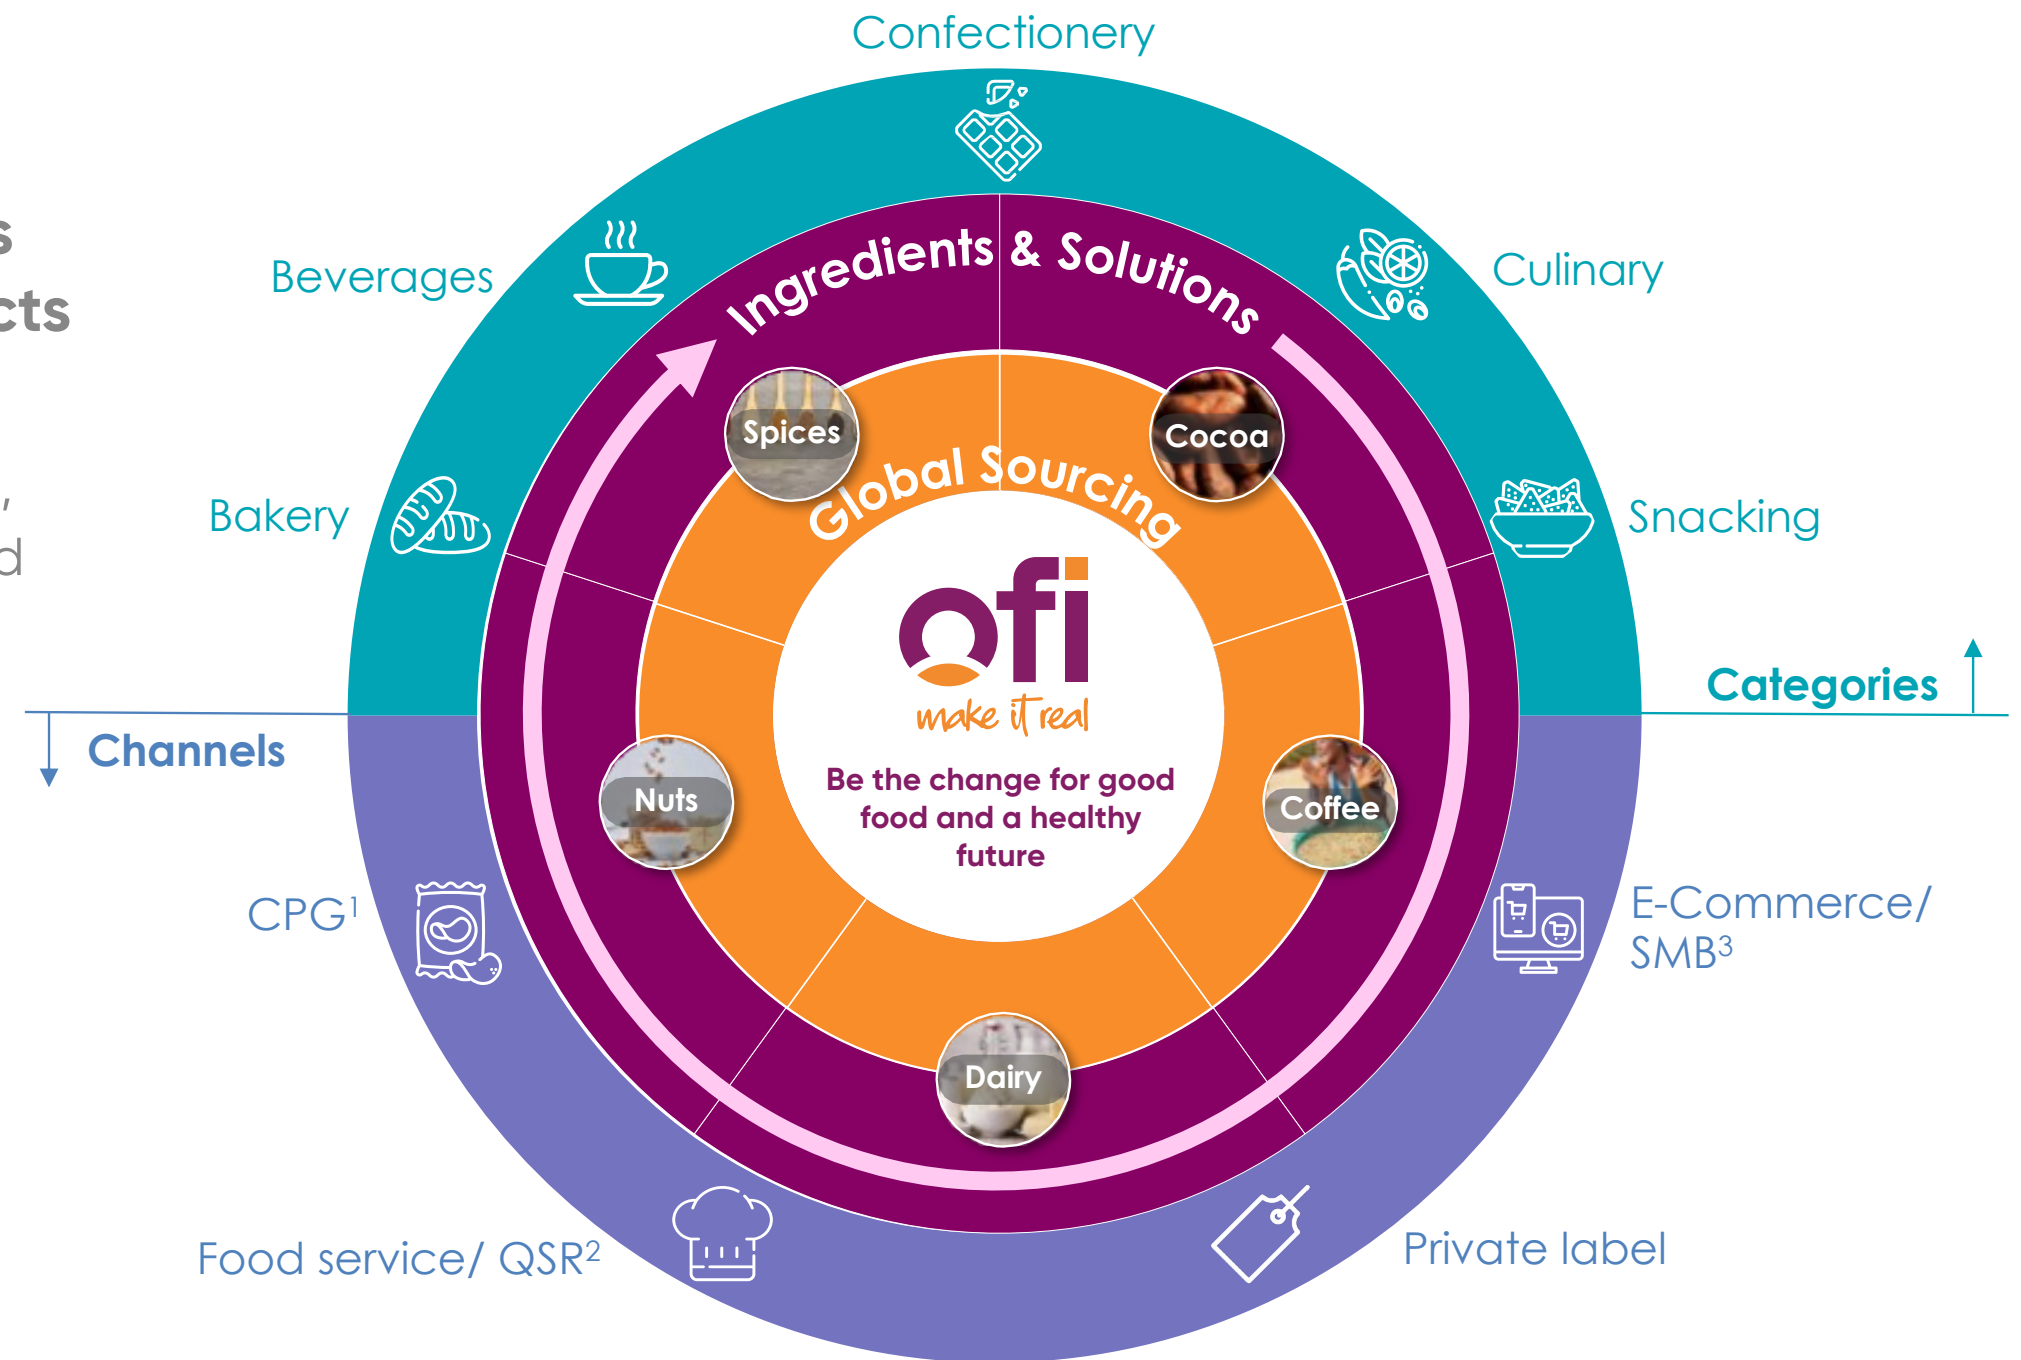 Confectionery
Beverages
Culinary
Ingredients & Solutions
Spices
Cocoa
Global Sourcing
Bakery
Snacking
ofi
make it real
Be the change for good
food and a healthy
future
Categories
Channels
Nuts
Coffee
CPG1
E-Commerce/
SMB3
Dairy
Food service/ QSR2
Private label